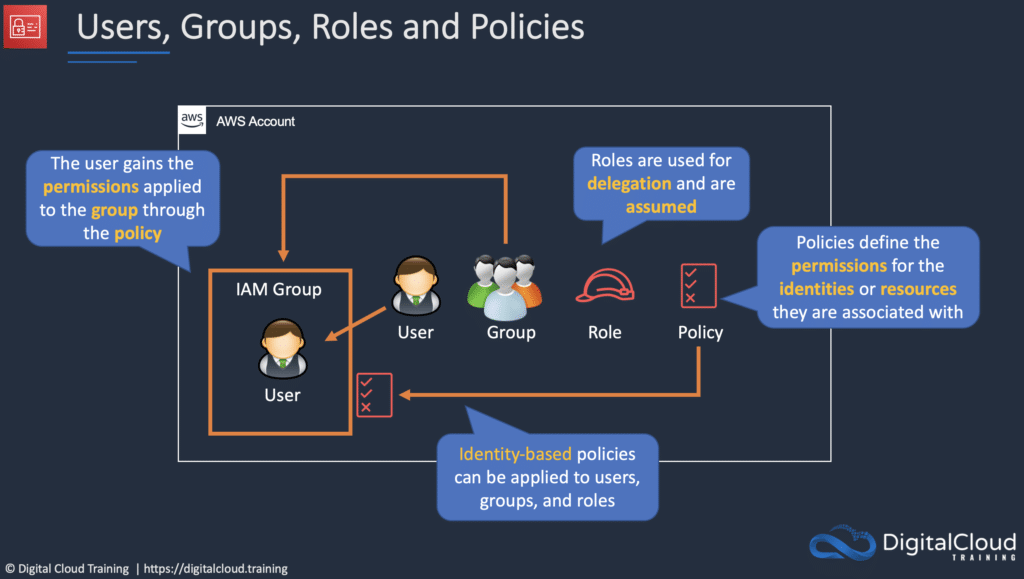 Users, Groups, Roles and Policies
aws
AWS Account
The user gains the
permissions applied
to the group through
the policy
Roles are used for
delegation and are
assumed
Policies define the
permissions for the
identities or resources
they are associated with
IAM Group
User
User
Group
Role
Policy
Identity-based policies
can be applied to users,
groups, and roles
DigitalCloud
TRAINING
© Digital Cloud Training | https://digitalcloud.training